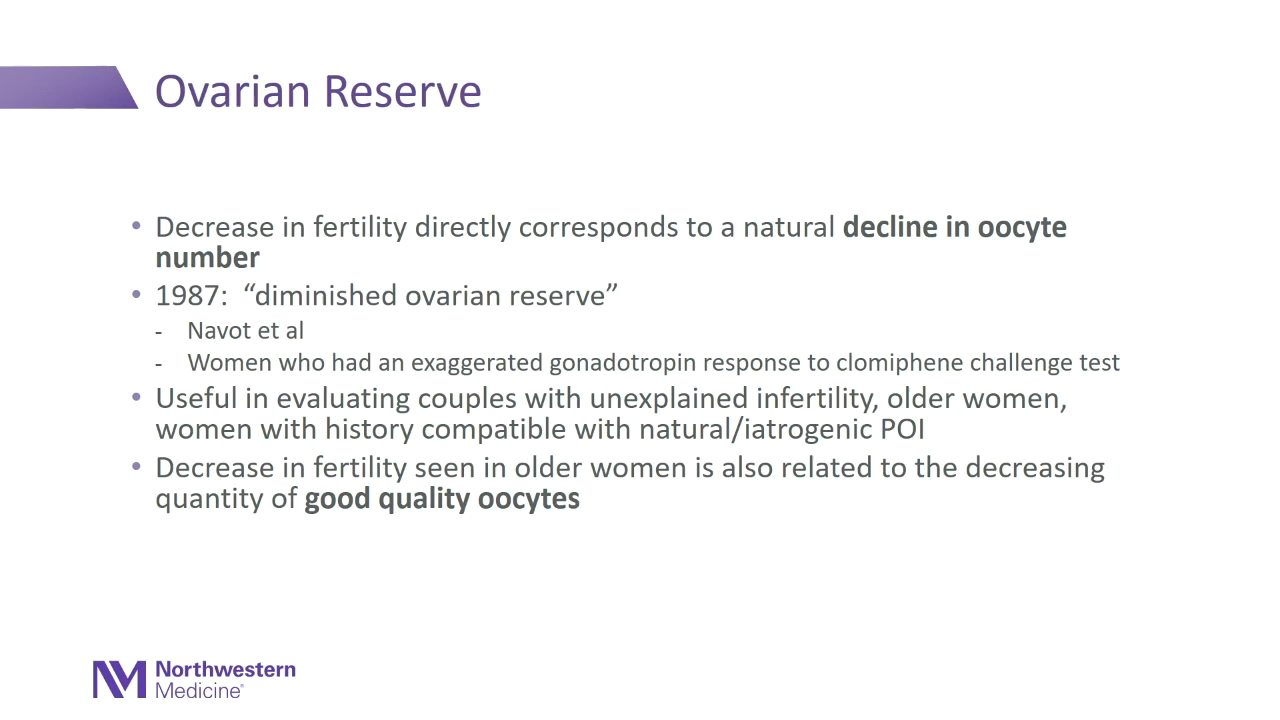 Ovarian Reserve
• Decrease in fertility directly corresponds to a natural decline in oocyte
number
• 1987:  “diminished ovarian reserve”
- Navot et al
- Women who had an exaggerated gonadotropin response to clomiphene challenge test
• Useful in evaluating couples with unexplained infertility, older women,
women with history compatible with natural/iatrogenic POI
• Decrease in fertility seen in older women is also related to the decreasing
quantity of good quality oocytes
NM Northwestern
Medicine®